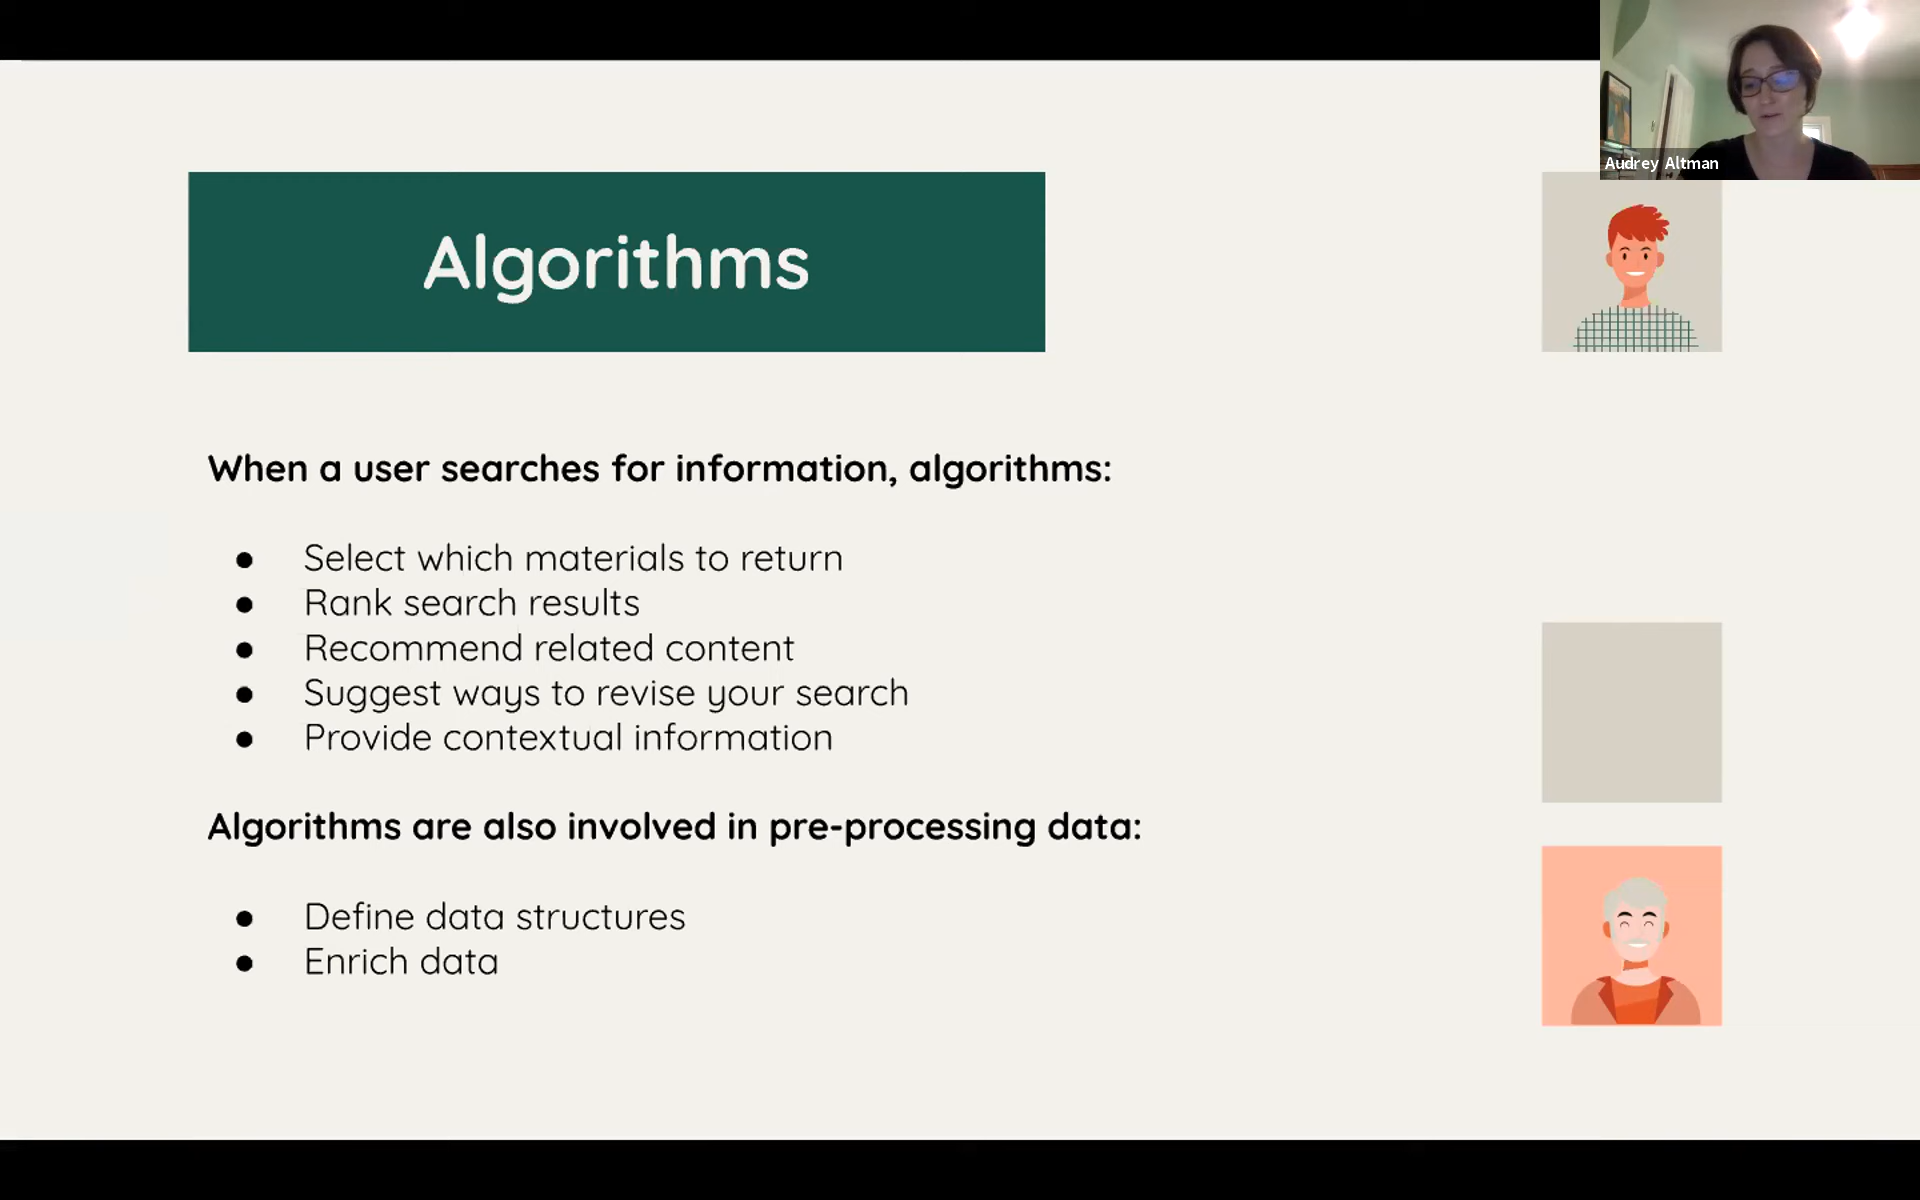 Audrey Altman
Algorithms
When a user searches for information, algorithms:
● Select which materials to return
● Rank search results
● Recommend related content
● Suggest ways to revise your search
● Provide contextual information
Algorithms are also involved in pre-processing data:
● Define data structures
● Enrich data